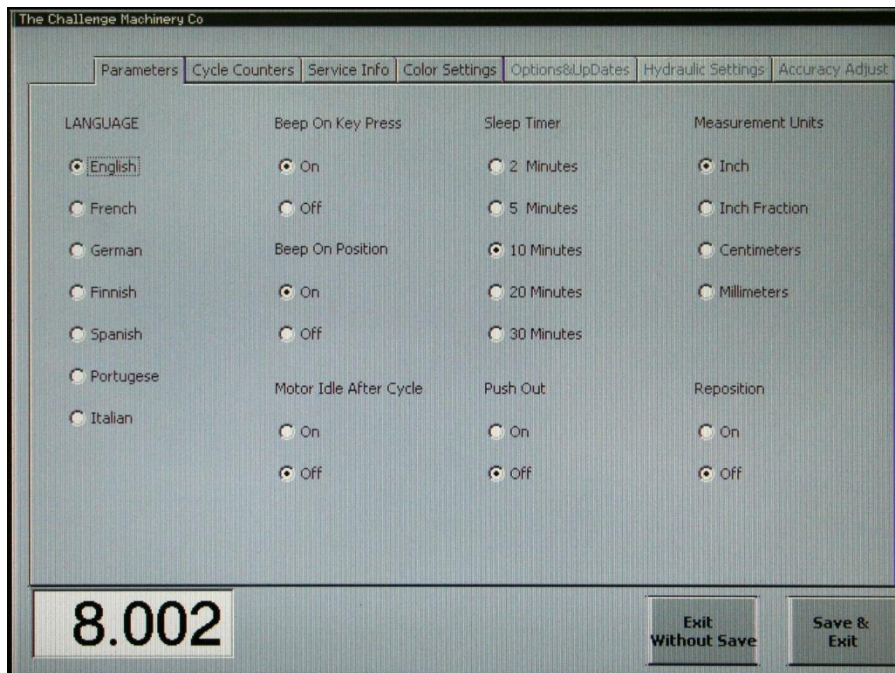 The Challenge Machinery Co
Parameters Cycle Counters Service Info Color Settings Options&UpDates Hydraulic Settings Accuracy Adjust
LANGUAGE
English
French
German
Finnish
Spanish
Portugese
Italian
Beep On Key Press
On
Off
Beep On Position
On
Off
Motor Idle After Cycle
On
Off
Sleep Timer
2 Minutes
5 Minutes
10 Minutes
20 Minutes
30 Minutes
Push Out
On
Off
Measurement Units
Inch
Inch Fraction
Centimeters
Millimeters
Reposition
On
Off
8.002
Exit
Without Save
Save &
Exit